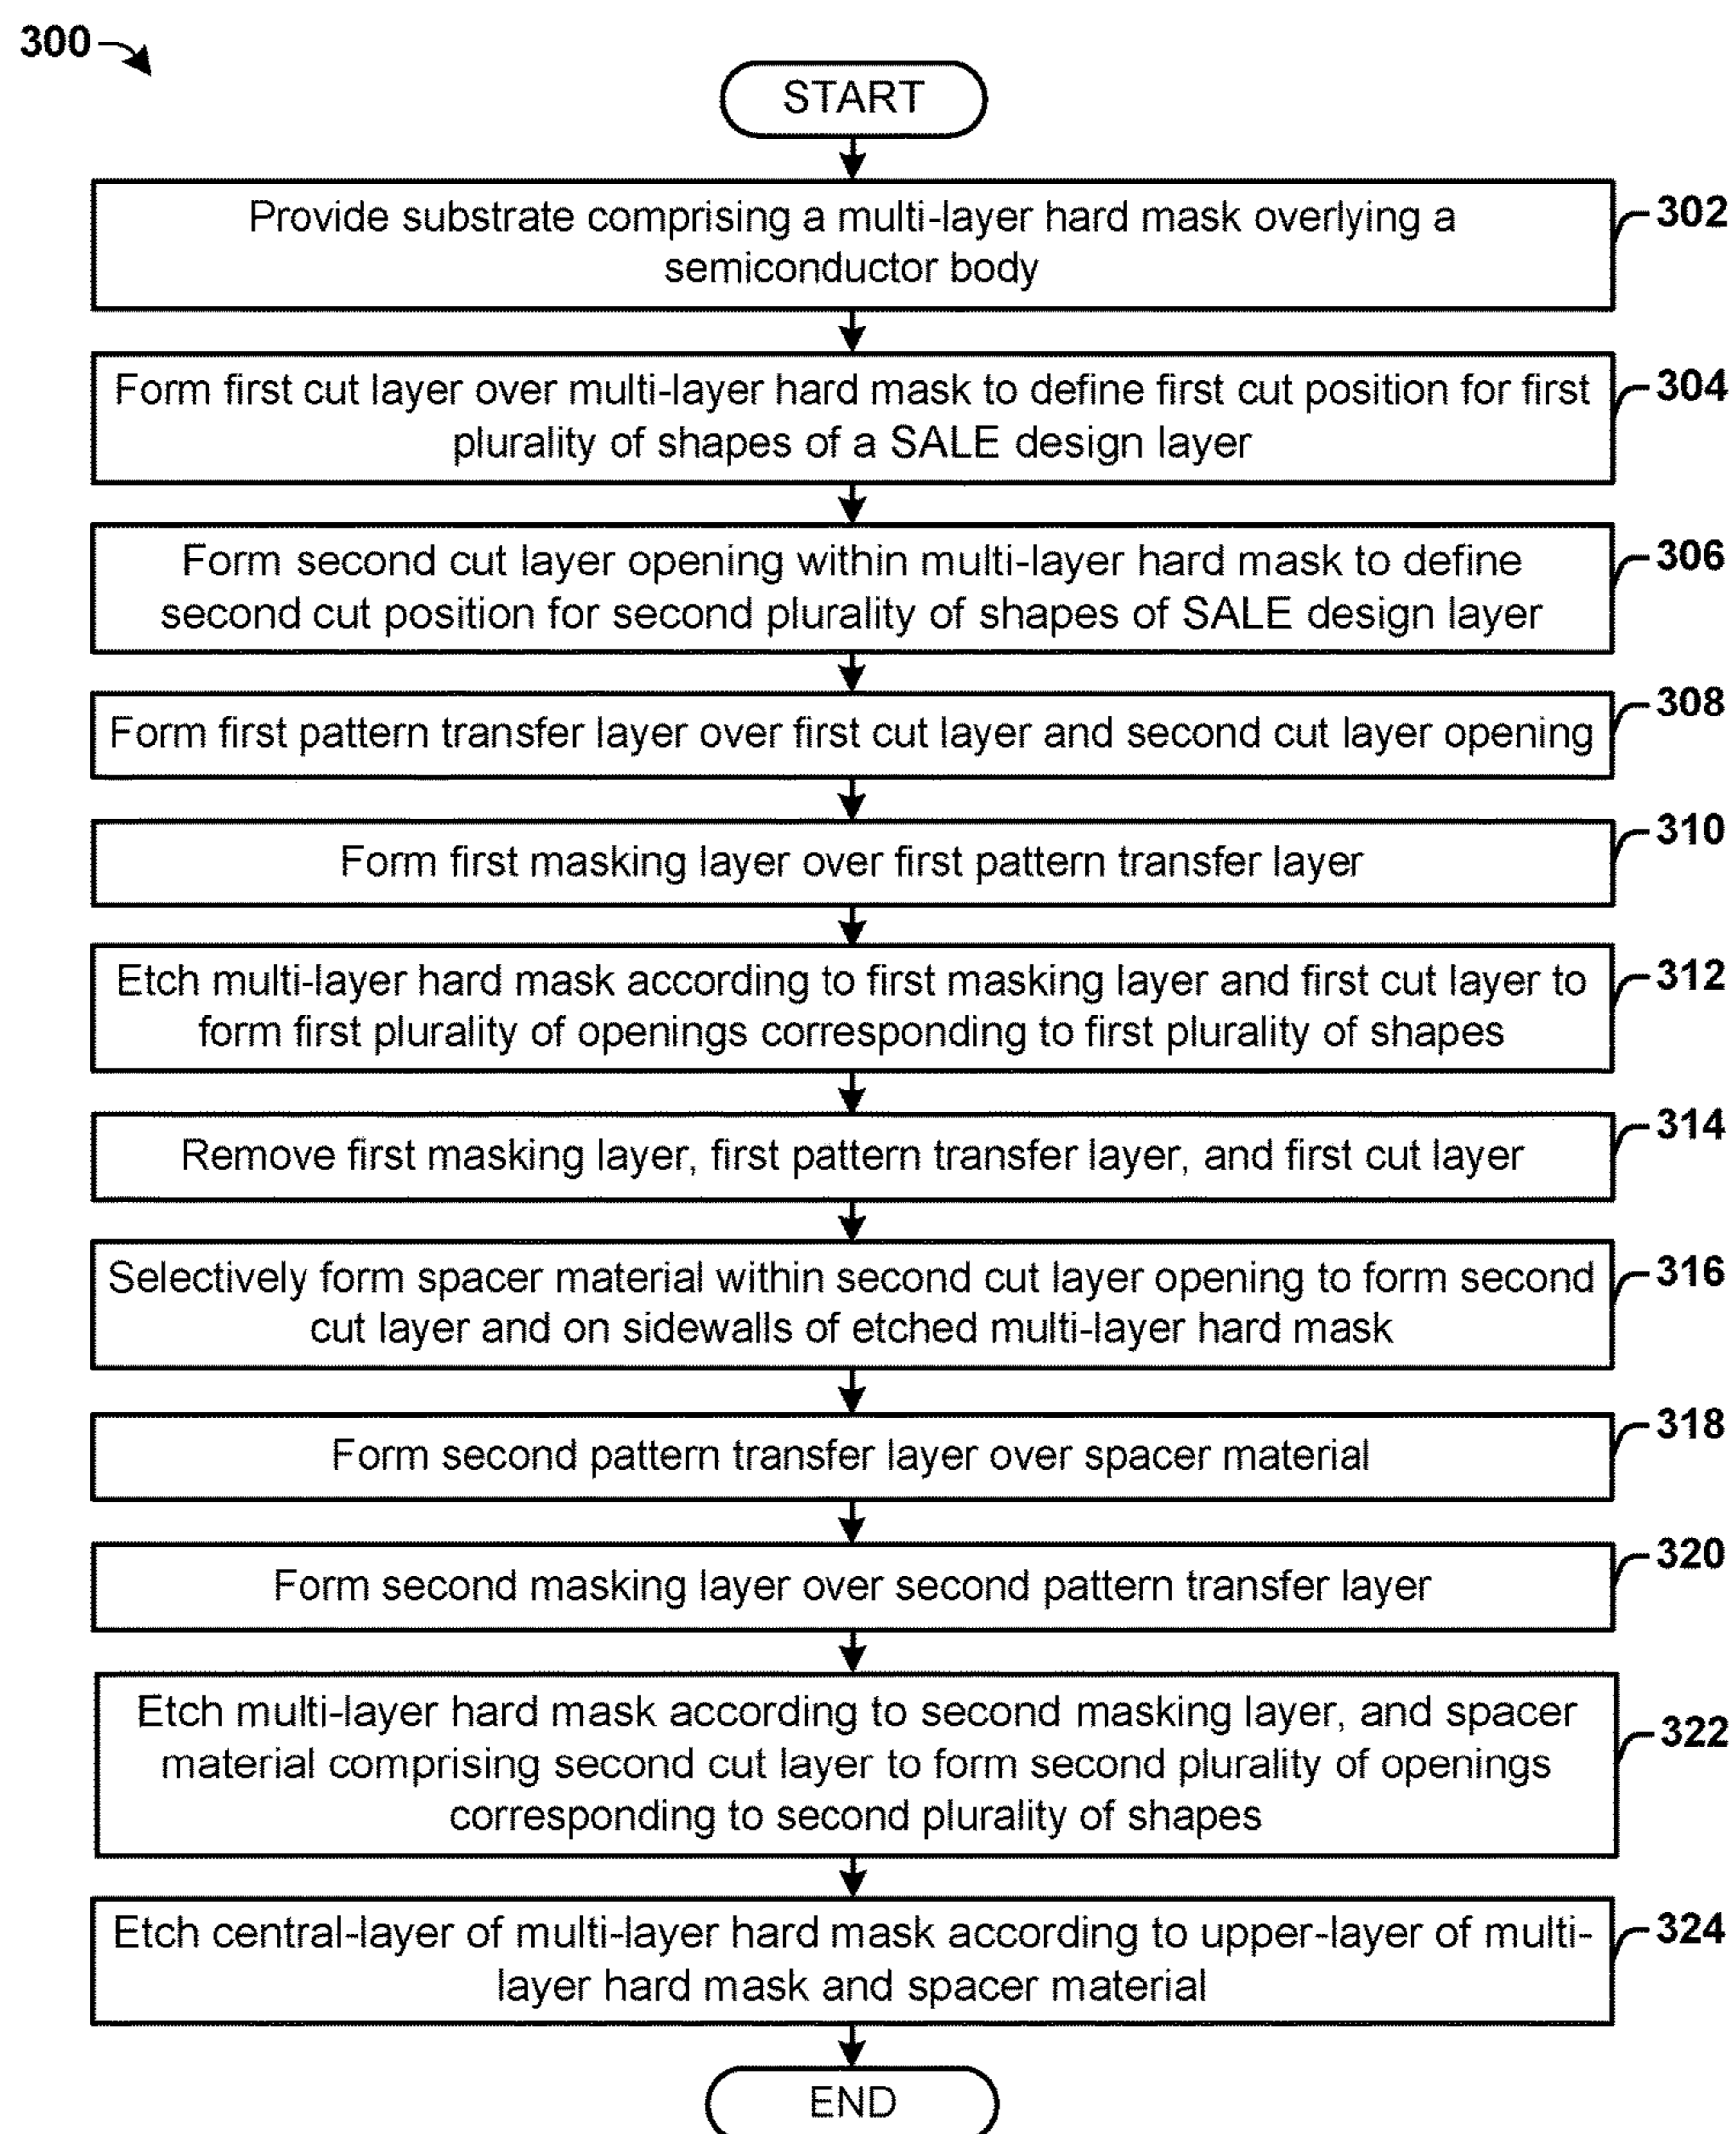 300
START
Provide substrate comprising a multi-layer hard mask overlying a
semiconductor body
302
Form first cut layer over multi-layer hard mask to define first cut position for first
plurality of shapes of a SALE design layer
304
Form second cut layer opening within multi-layer hard mask to define
second cut position for second plurality of shapes of SALE design layer
306
Form first pattern transfer layer over first cut layer and second cut layer opening
308
Form first masking layer over first pattern transfer layer
310
Etch multi-layer hard mask according to first masking layer and first cut layer to
form first plurality of openings corresponding to first plurality of shapes
312
Remove first masking layer, first pattern transfer layer, and first cut layer
314
Selectively form spacer material within second cut layer opening to form second
cut layer and on sidewalls of etched multi-layer hard mask
316
Form second pattern transfer layer over spacer material
318
Form second masking layer over second pattern transfer layer
320
Etch multi-layer hard mask according to second masking layer, and spacer
material comprising second cut layer to form second plurality of openings
corresponding to second plurality of shapes
322
Etch central-layer of multi-layer hard mask according to upper-layer of multi-
layer hard mask and spacer material
324
END